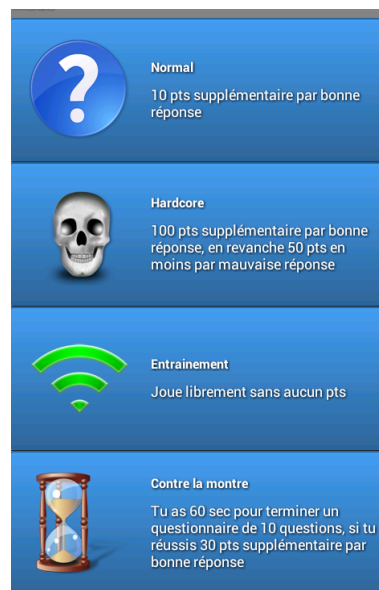 Normal
10 pts supplémentaire par bonne
réponse
Hardcore
100 pts supplémentaire par bonne
réponse, en revanche 50 pts en
moins par mauvaise réponse
Entrainement
Joue librement sans aucun pts
Contre la montre
Tu as 60 sec pour terminer un
questionnaire de 10 questions, si tu
réussis 30 pts supplémentaire par
bonne réponse